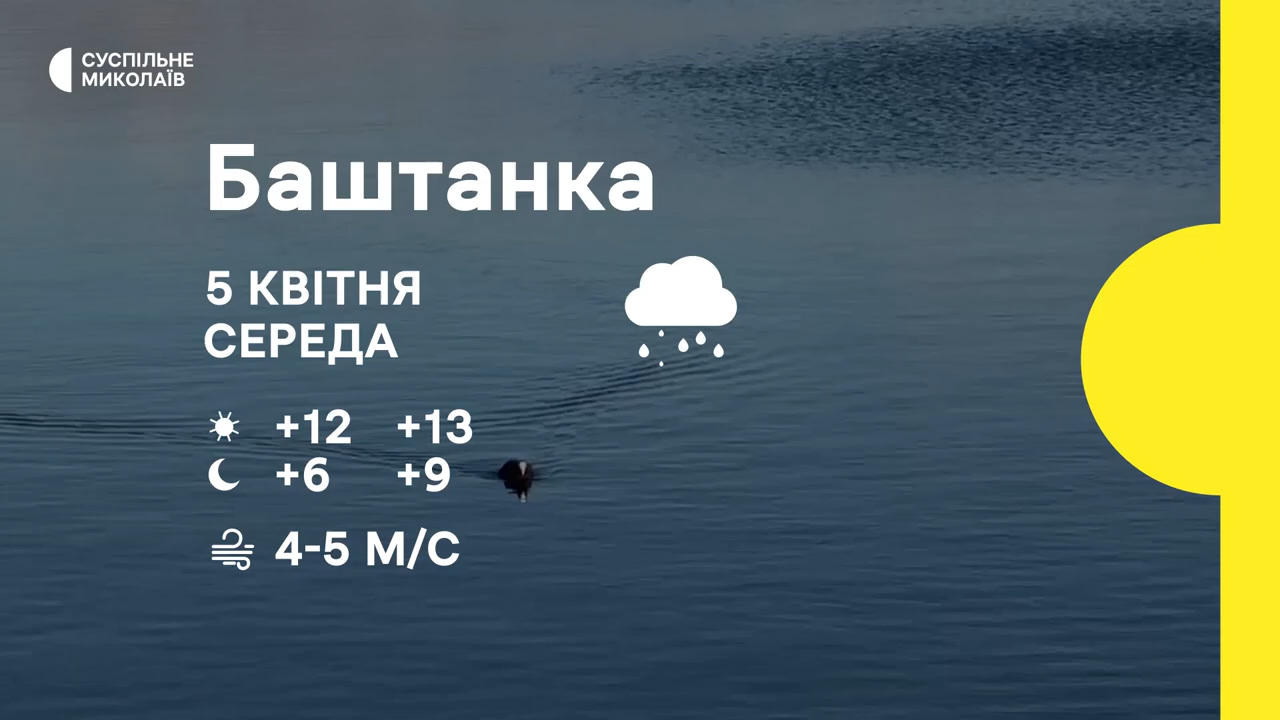 СУСПІЛЬНЕ
МИКОЛАЇВ
Баштанка
5 КВІТНЯ
СЕРЕДА
+12 +13
+6 +9
4-5 М/С